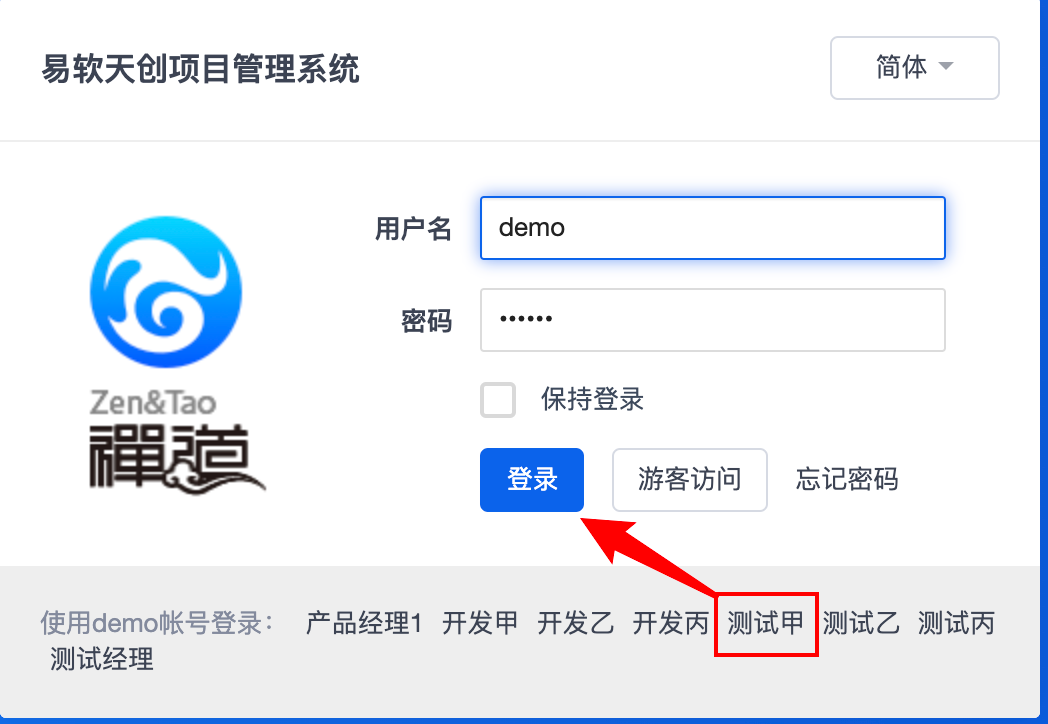 易软天创项目管理系统
简体
用户名
demo
密码
••••••
保持登录
登录 游客访问 忘记密码
Zen&Tao
禪道
使用demo帐号登录： 产品经理1 开发甲 开发乙 开发丙 测试甲 测试乙 测试丙
测试经理